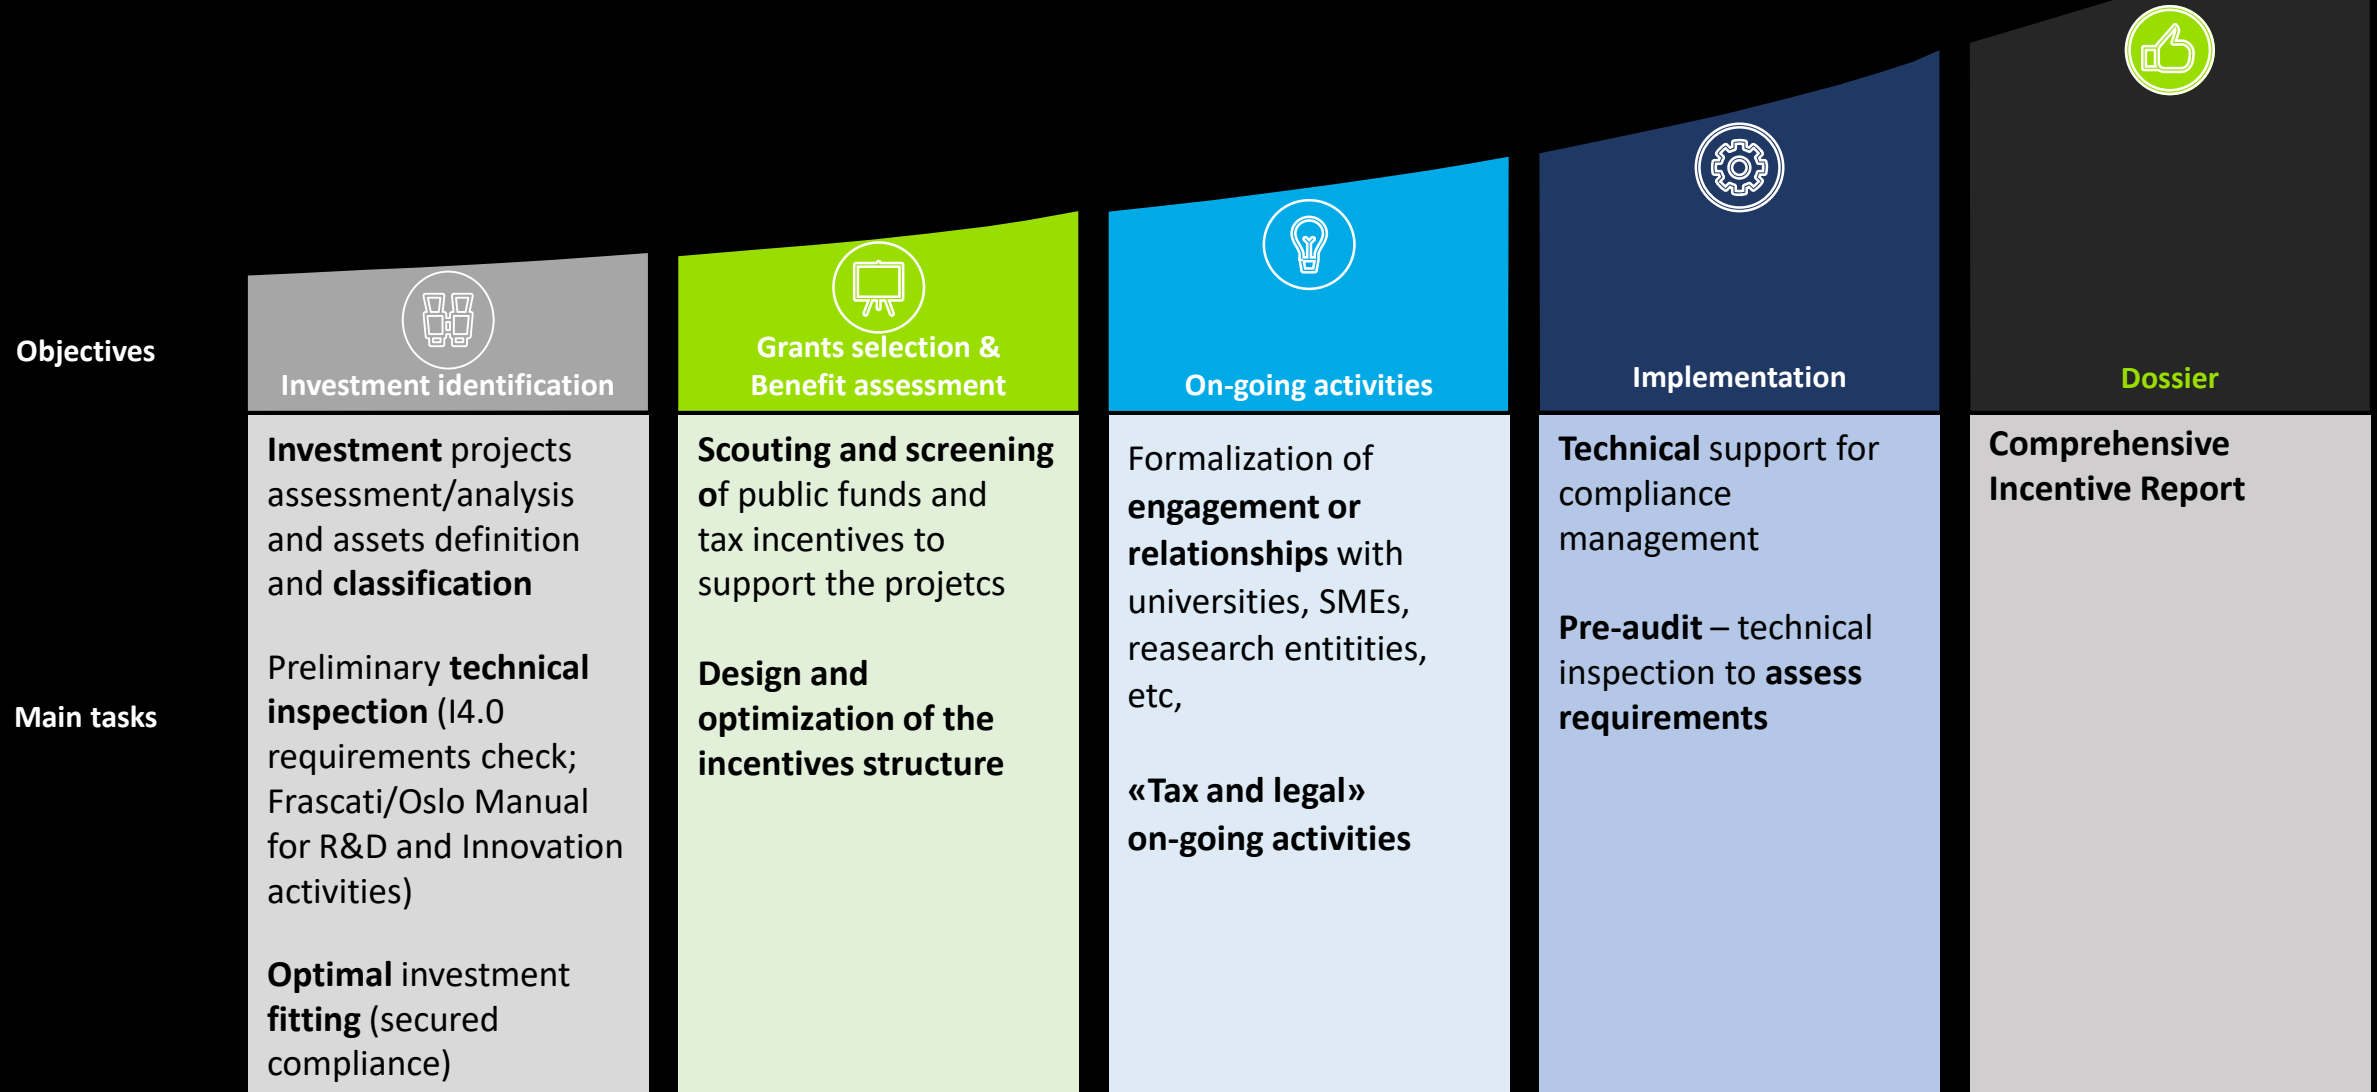 Objectives
Investment identification
Grants selection &
Benefit assessment
On-going activities
Implementation
Dossier
Main tasks
Investment projects
assessment/analysis
and assets definition
and classification
Preliminary technical
inspection (I4.0
requirements check;
Frascati/Oslo Manual
for R&D and Innovation
activities)
Optimal investment
fitting (secured
compliance)
Scouting and screening
of public funds and
tax incentives to
support the projetcs
Design and
optimization of the
incentives structure
Formalization of
engagement or
relationships with
universities, SMEs,
reasearch entitities,
etc,
«Tax and legal»
on-going activities
Technical support for
compliance
management
Pre-audit – technical
inspection to assess
requirements
Comprehensive
Incentive Report